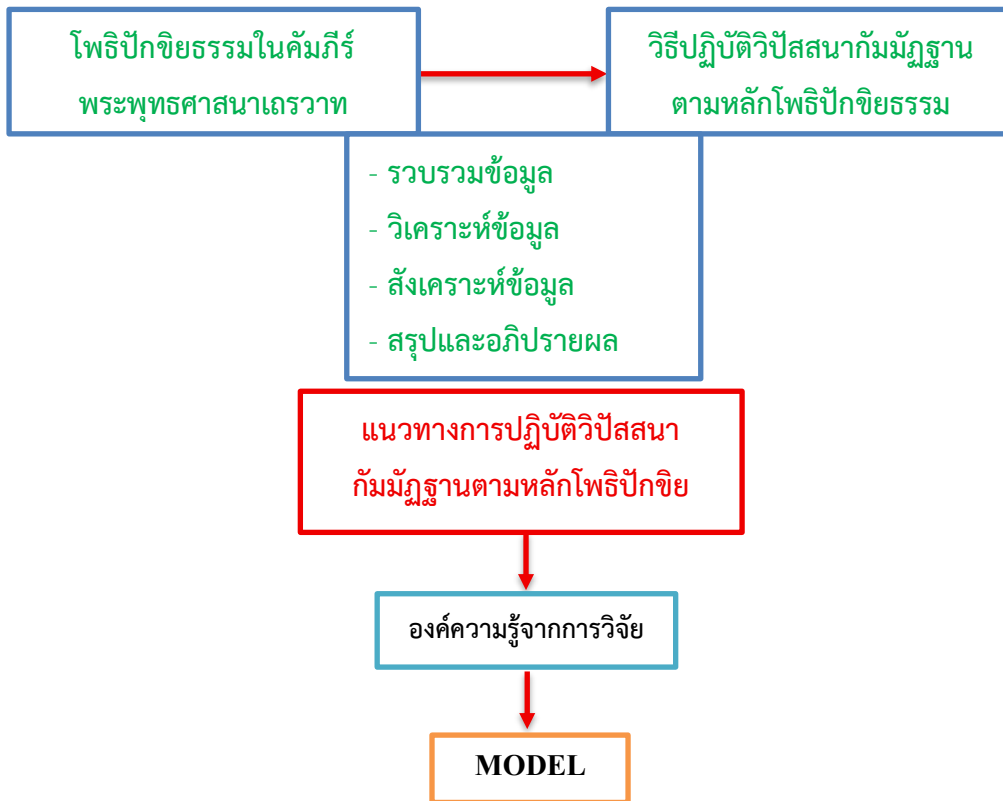 โพธิปักขิยธรรมในคัมภีร์
พระพุทธศาสนาเถรวาท
วิธีปฏิบัติวิปัสสนากัมมัฏฐาน
ตามหลักโพธิปักขิยธรรม
- รวบรวมข้อมูล
- วิเคราะห์ข้อมูล
- สังเคราะห์ข้อมูล
- สรุปและอภิปรายผล
แนวทางการปฏิบัติวิปัสสนา
กัมมัฏฐานตามหลักโพธิปักขิย
องค์ความรู้จากการวิจัย
MODEL